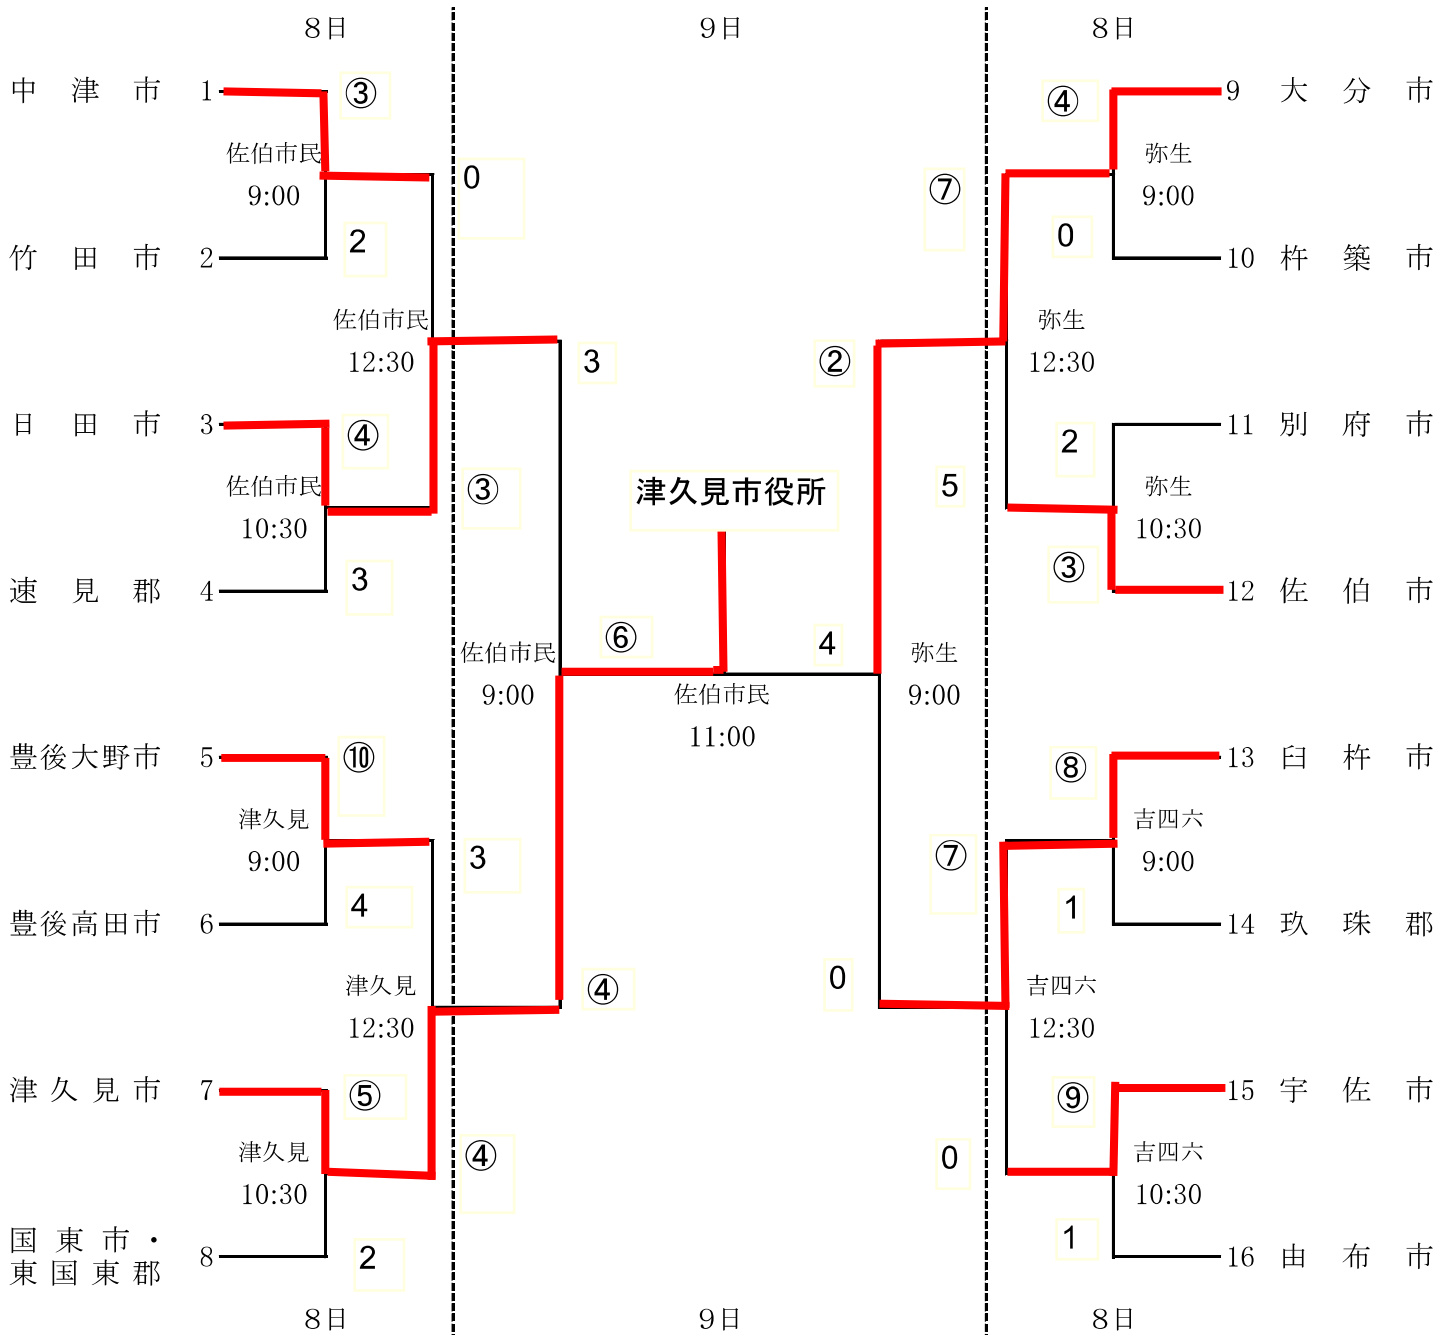 8日 9日 8日
中津市 1 ③ ④ 9 大分市
佐伯市民 0 ⑦ 弥生
9:00 9:00
竹田市 2 2 0 10 杵築市
佐伯市民 弥生
12:30 3 ② 12:30
日田市 3 ④ 2 11 別府市
佐伯市民 ③ 津久見市役所 5 弥生
10:30 10:30
速見郡 4 3 ③ 12 佐伯市
佐伯市民 ⑥ 4 弥生
9:00 佐伯市民 9:00
11:00
豊後大野市 5 ⑩ ⑧ 13 臼杵市
津久見 吉四六
9:00 3 ⑦ 9:00
豊後高田市 6 4 1 14 玖珠郡
津久見 ④ 0 吉四六
12:30 12:30
津久見市 7 ⑤ ⑨ 15 宇佐市
津久見 ④ 0 吉四六
10:30 10:30
国東市・
東国東郡 8 2 1 16 由布市
8日 9日 8日